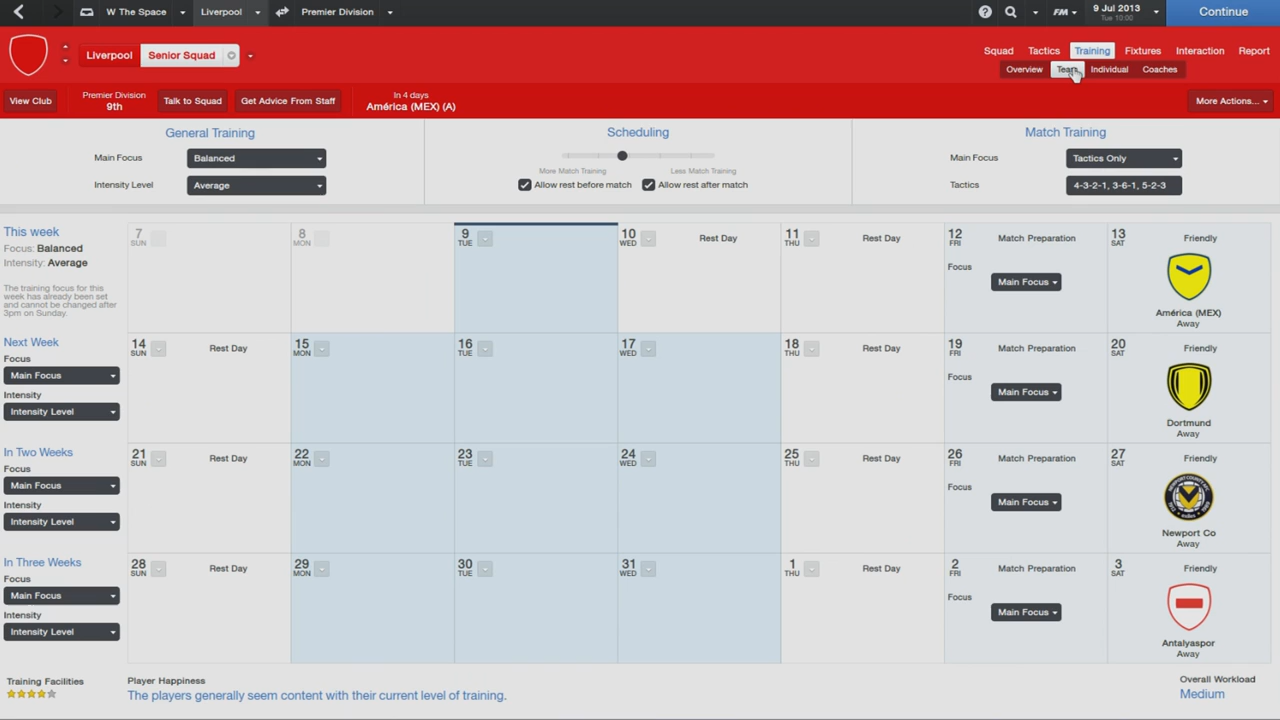 W The Space
Liverpool
Premier Division
FM
9 Jul 2013
Tue 10:00
Continue
Liverpool
Senior Squad
Squad
Tactics
Training
Fixtures
Interaction
Report
Overview
Team
Individual
Coaches
View Club
Premier Division
9th
Talk to Squad
Get Advice From Staff
In 4 days
América (MEX) (A)
More Actions...
General Training
Main Focus
Balanced
Intensity Level
Average
Scheduling
More Match Training
Less Match Training
Allow rest before match
Allow rest after match
Match Training
Main Focus
Tactics Only
Tactics
4-3-2-1, 3-6-1, 5-2-3
This week
Focus: Balanced
Intensity: Average
The training focus for this
week has already been set
and cannot be changed after
3pm on Sunday.
7
SUN
8
MON
9
TUE
10
WED
Rest Day
11
THU
Rest Day
12
FRI
Match Preparation
Focus
Main Focus
13
SAT
Friendly
América (MEX)
Away
Next Week
Focus
Main Focus
Intensity
Intensity Level
14
SUN
Rest Day
15
MON
16
TUE
17
WED
18
THU
Rest Day
19
FRI
Match Preparation
Focus
Main Focus
20
SAT
Friendly
Dortmund
Away
In Two Weeks
Focus
Main Focus
Intensity
Intensity Level
21
SUN
Rest Day
22
MON
23
TUE
24
WED
25
THU
Rest Day
26
FRI
Match Preparation
Focus
Main Focus
27
SAT
Friendly
Newport Co
Away
In Three Weeks
Focus
Main Focus
Intensity
Intensity Level
28
SUN
Rest Day
29
MON
30
TUE
31
WED
1
THU
Rest Day
2
FRI
Match Preparation
Focus
Main Focus
3
SAT
Friendly
Antalyaspor
Away
Training Facilities
Player Happiness
The players generally seem content with their current level of training.
Overall Workload
Medium